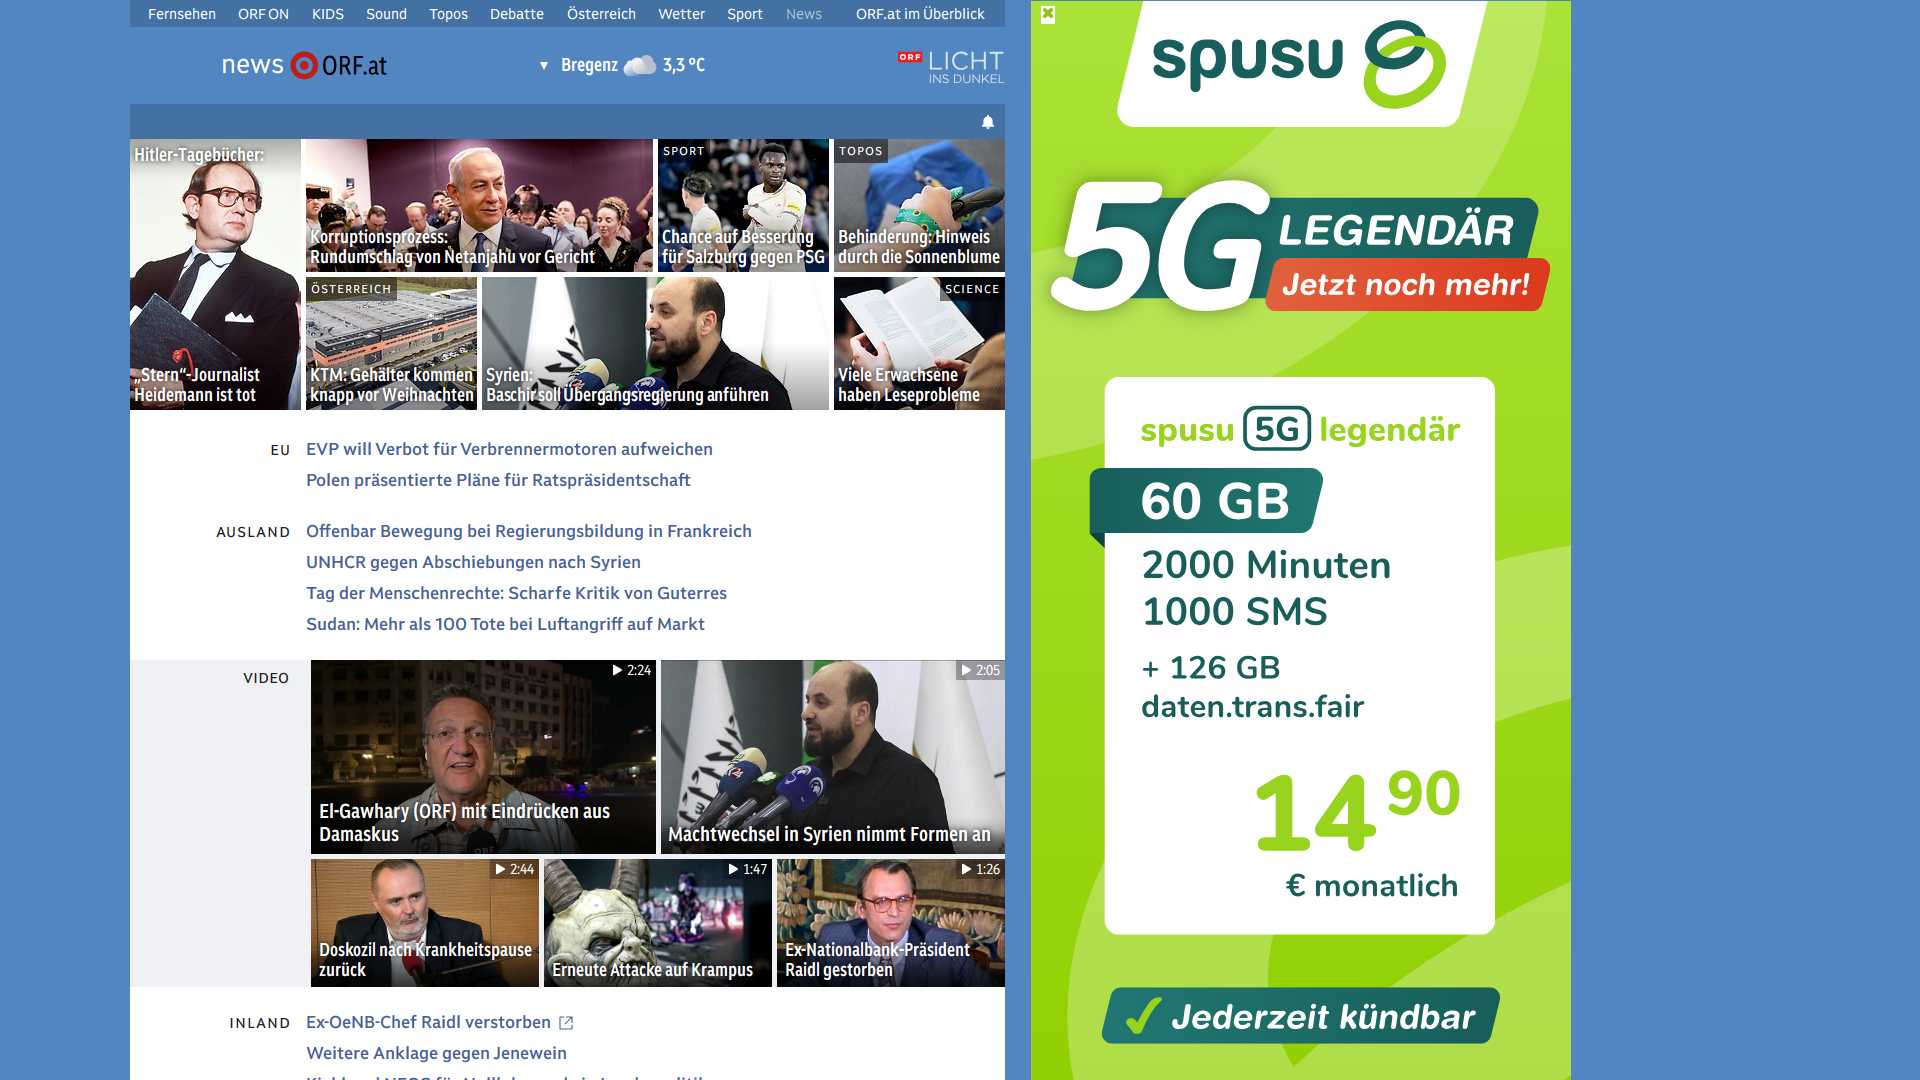 Fernsehen ORF ON KIDS Sound Topos Debatte Österreich Wetter Sport News ORF.at im Überblick
news ORF.at
Bregenz 3,3 °C
ORF LICHT
INS DUNKEL
Hitler-Tagebücher:
„Stern“-Journalist
Heidemann ist tot
Korruptionsprozess:
Rundumschlag von Netanjahu vor Gericht
SPORT
Chance auf Besserung
für Salzburg gegen PSG
TOPOS
Behinderung: Hinweis
durch die Sonnenblume
ÖSTERREICH
KTM: Gehälter kommen
knapp vor Weihnachten
Syrien:
Baschir soll Übergangsregierung anführen
SCIENCE
Viele Erwachsene
haben Leseprobleme
EU
EVP will Verbot für Verbrennermotoren aufweichen
Polen präsentierte Pläne für Ratspräsidentschaft
AUSLAND
Offenbar Bewegung bei Regierungsbildung in Frankreich
UNHCR gegen Abschiebungen nach Syrien
Tag der Menschenrechte: Scharfe Kritik von Guterres
Sudan: Mehr als 100 Tote bei Luftangriff auf Markt
VIDEO
2:24
El-Gawhary (ORF) mit Eindrücken aus
Damaskus
2:05
Machtwechsel in Syrien nimmt Formen an
2:44
Doskozil nach Krankheitspause
zurück
1:47
Erneute Attacke auf Krampus
1:26
Ex-Nationalbank-Präsident
Raidl gestorben
INLAND
Ex-OeNB-Chef Raidl verstorben
Weitere Anklage gegen Jenewein
spusu
5G LEGENDÄR
Jetzt noch mehr!
spusu 5G legendär
60 GB
2000 Minuten
1000 SMS
+ 126 GB
daten.trans.fair
14 90
€ monatlich
Jederzeit kündbar